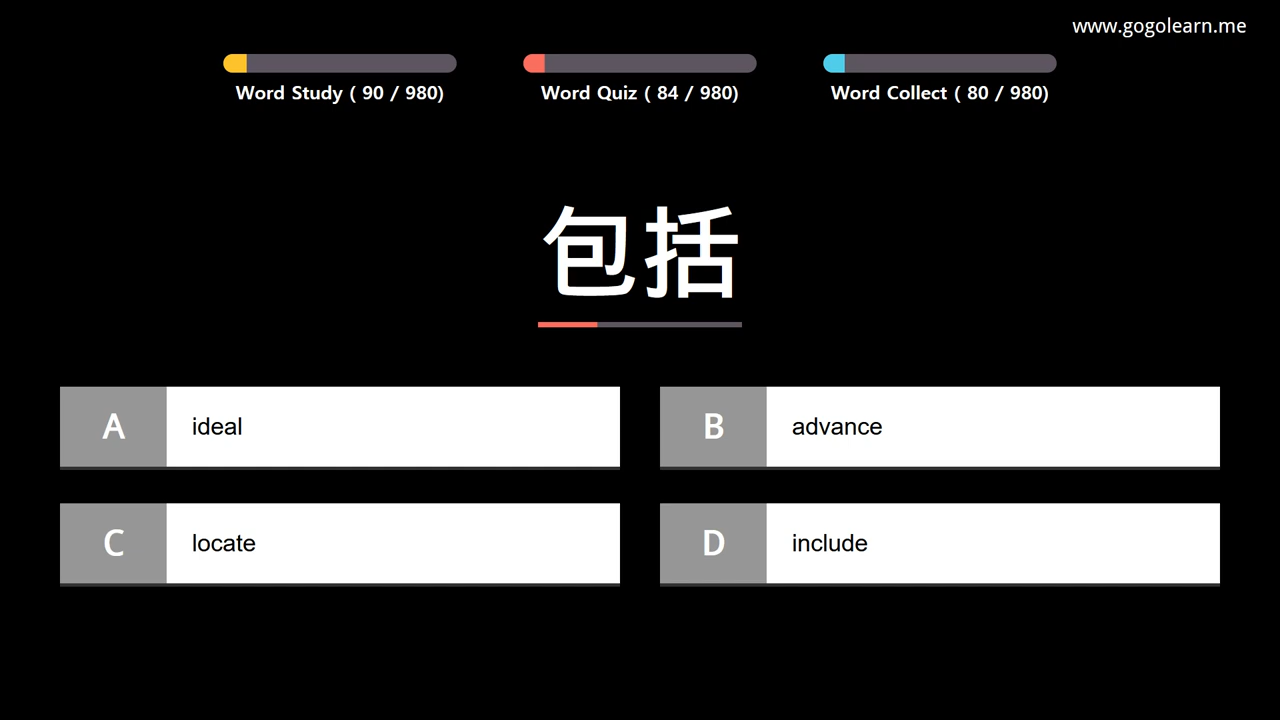 www.gogolearn.me
Word Study ( 90 / 980)
Word Quiz ( 84 / 980)
Word Collect ( 80 / 980)
包括
A ideal
B advance
C locate
D include